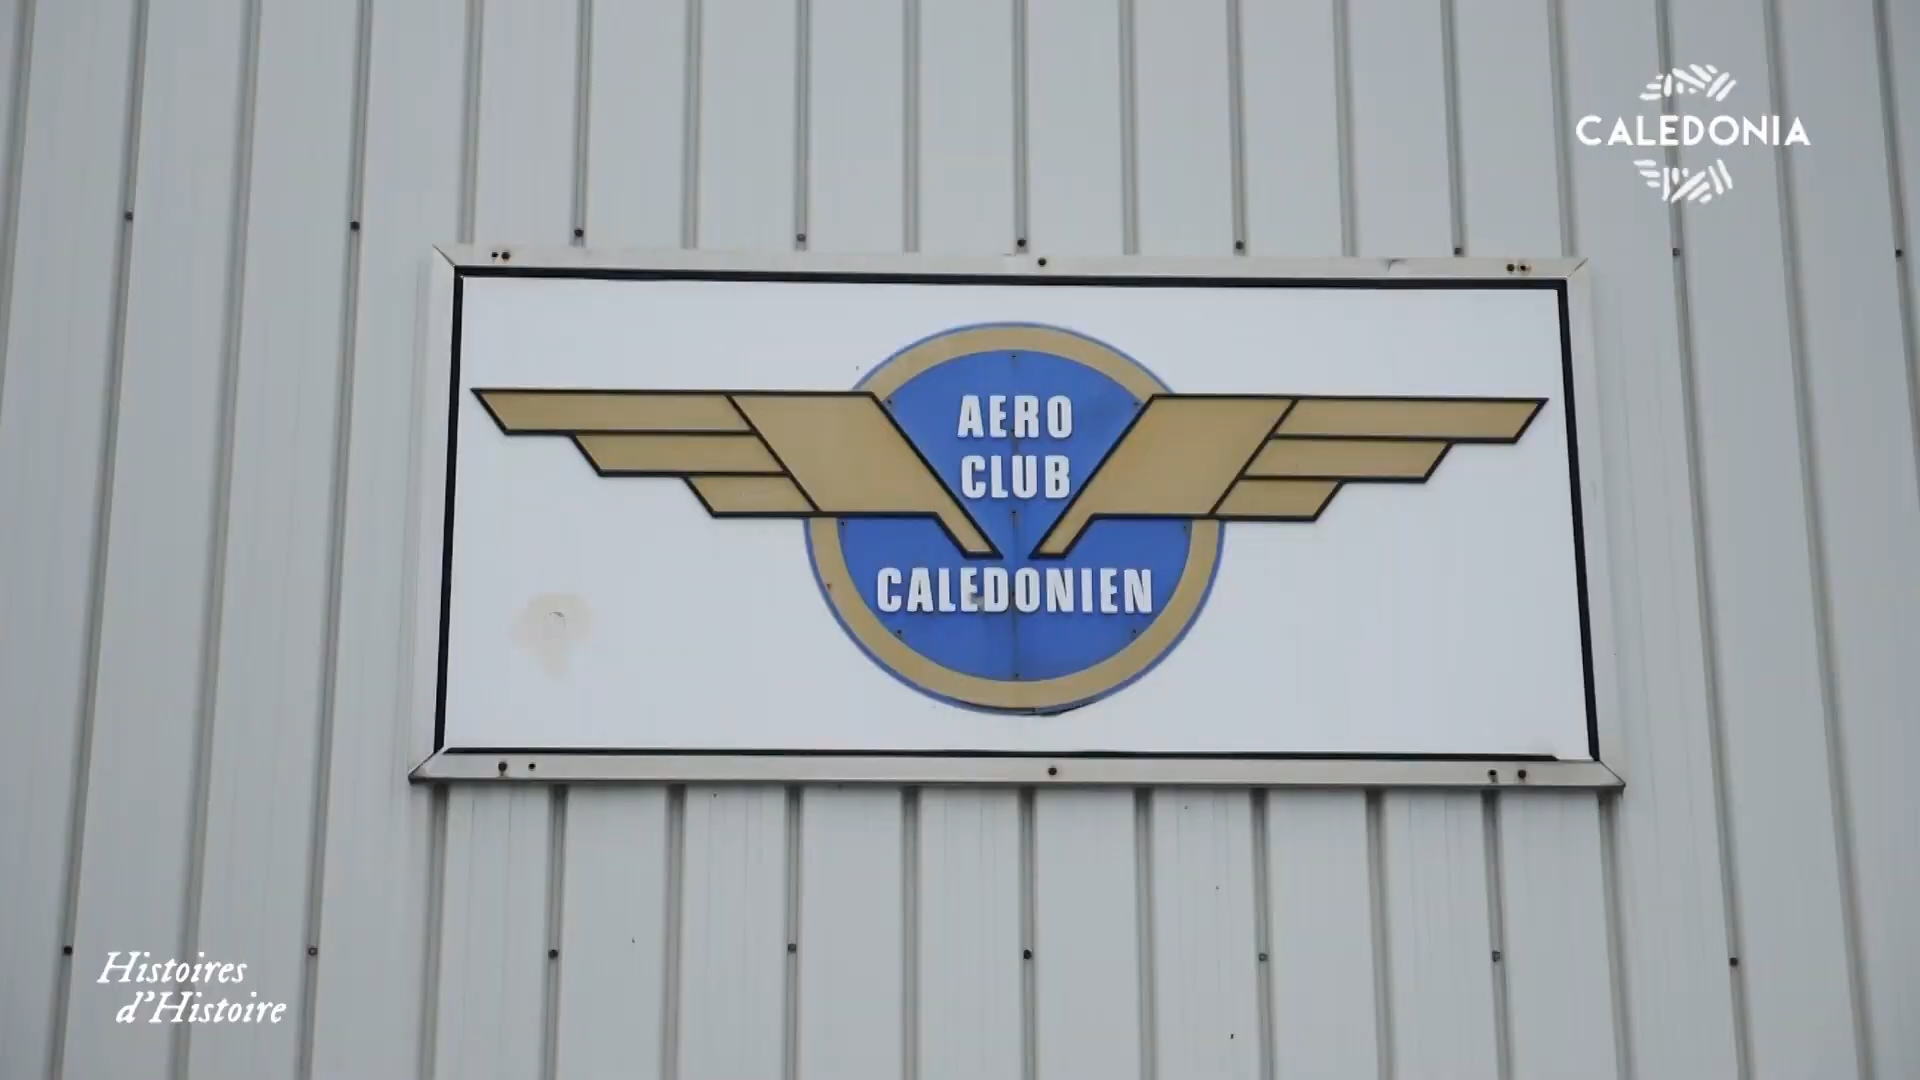 CALEDONIA
AERO
CLUB
CALEDONIEN
Histoires
d'Histoire